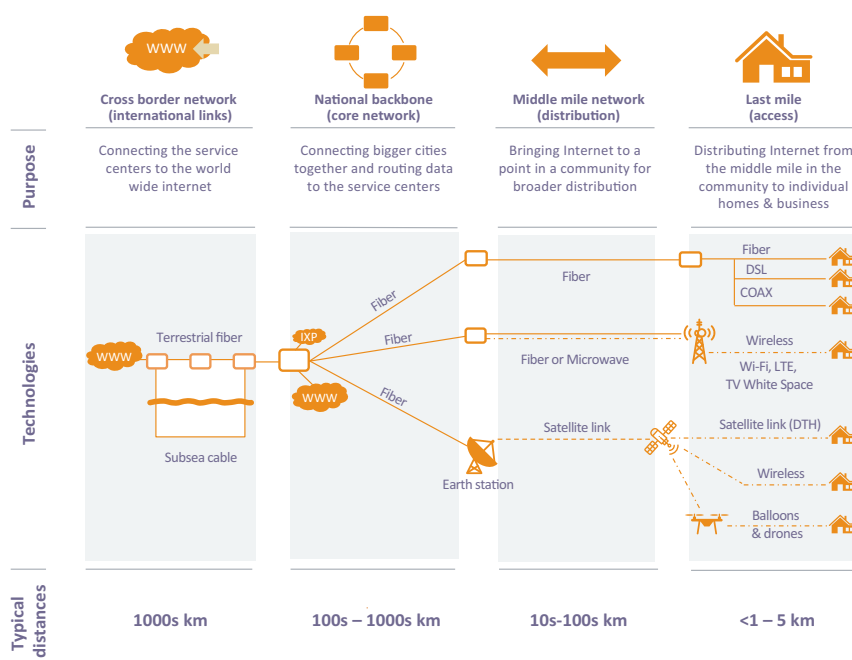 WWW
Cross border network
(international links)
National backbone
(core network)
Middle mile network
(distribution)
Last mile
(access)
Purpose
Connecting the service
centers to the world
wide internet
Connecting bigger cities
together and routing data
to the service centers
Bringing Internet to a
point in a community for
broader distribution
Distributing Internet from
the middle mile in the
community to individual
homes & business
Technologies
WWW
Terrestrial fiber
Subsea cable
IXP
WWW
Fiber
Fiber
Fiber
Earth station
Fiber
Fiber or Microwave
Satellite link
Fiber
DSL
COAX
Wireless
Wi-Fi, LTE,
TV White Space
Satellite link (DTH)
Wireless
Balloons
& drones
Typical
distances
1000s km
100s – 1000s km
10s-100s km
<1 – 5 km